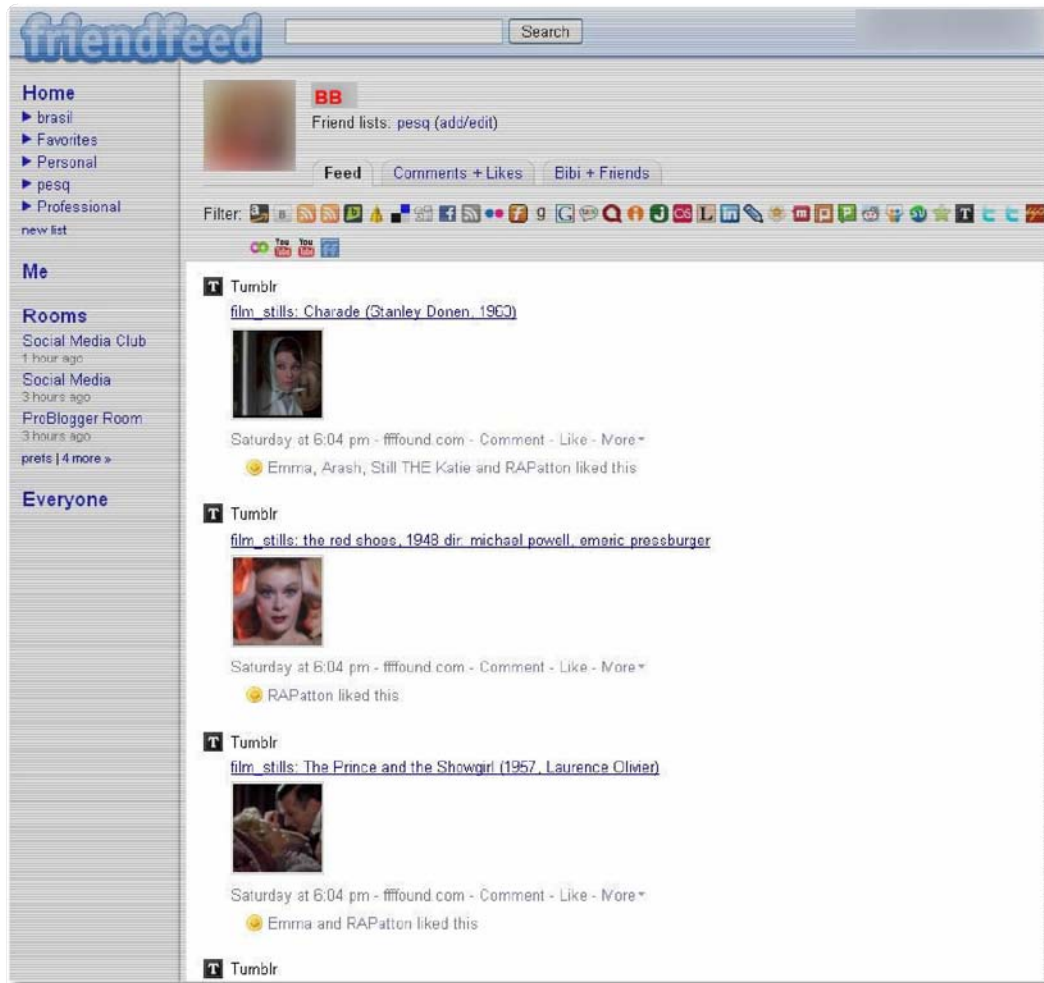 friendfeed
Search
Home
brasil
Favorites
Personal
pesq
Professional
new list
Me
Rooms
Social Media Club
1 hour ago
Social Media
3 hours ago
ProBlogger Room
3 hours ago
prefs | 4 more »
Everyone
BB
Friend lists: pesq (add/edit)
Feed Comments + Likes Bibi + Friends
Filter:
Tumblr
film_stills: Charade (Stanley Donen, 1963)
Saturday at 6:04 pm - ffffound.com - Comment - Like - More
Emma, Arash, Still THE Katie and RAPatton liked this
Tumblr
film_stills: the red shoes, 1948 dir. michael powell, emeric pressburger
Saturday at 6:04 pm - ffffound.com - Comment - Like - More
RAPatton liked this
Tumblr
film_stills: The Prince and the Showgirl (1957, Laurence Olivier)
Saturday at 6:04 pm - ffffound.com - Comment - Like - More
Emma and RAPatton liked this
Tumblr